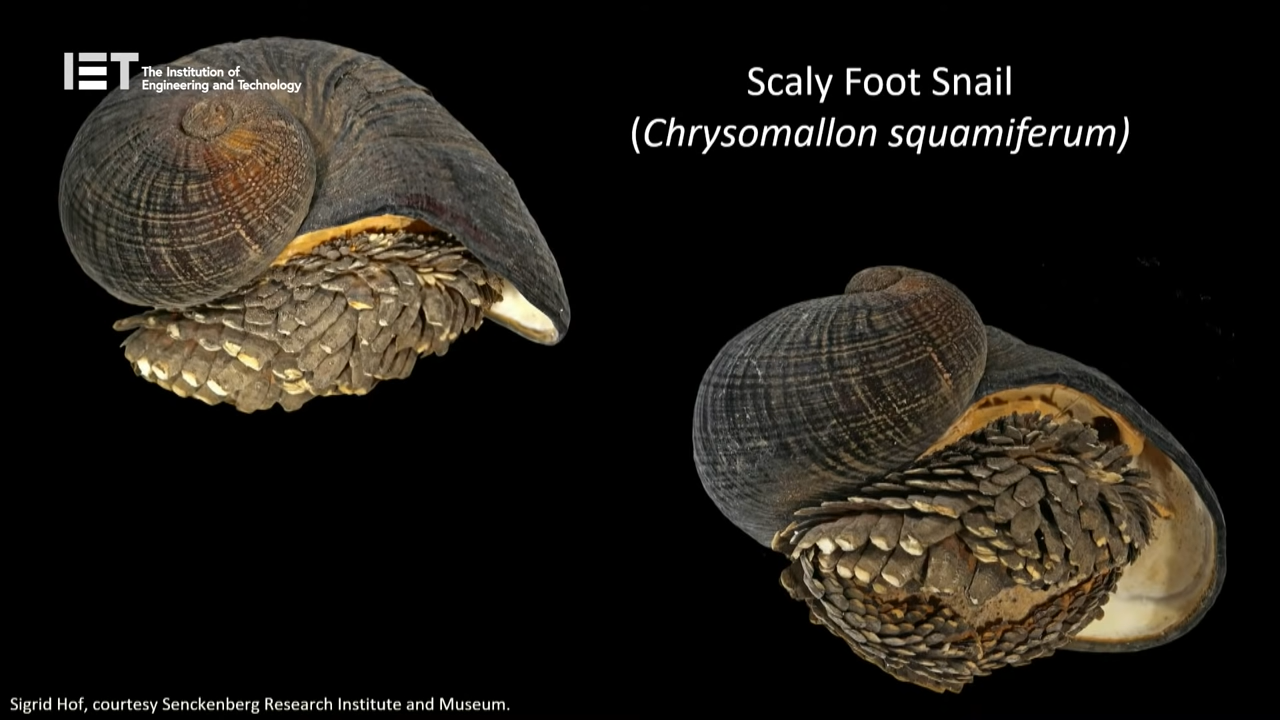 IET The Institution of
Engineering and Technology
Scaly Foot Snail
(Chrysomallon squamiferum)
Sigrid Hof, courtesy Senckenberg Research Institute and Museum.